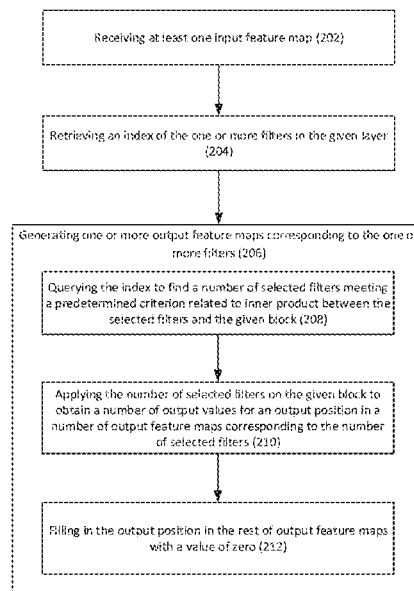 Receiving at least one input feature map (202)
Retrieving an index of the one or more filters in the given layer
(204)
Generating one or more output feature maps corresponding to the one o
more filters (206)
Querying the index to find a number of selected filters meeting
a predetermined criterion related to inner product between the
selected filters and the given block (208)
Applying the number of selected filters on the given block to
obtain a number of output values for an output position in a
number of output feature maps corresponding to the number
of selected filters (210)
Filling in the output position in the rest of output feature maps
with a value of zero (212)